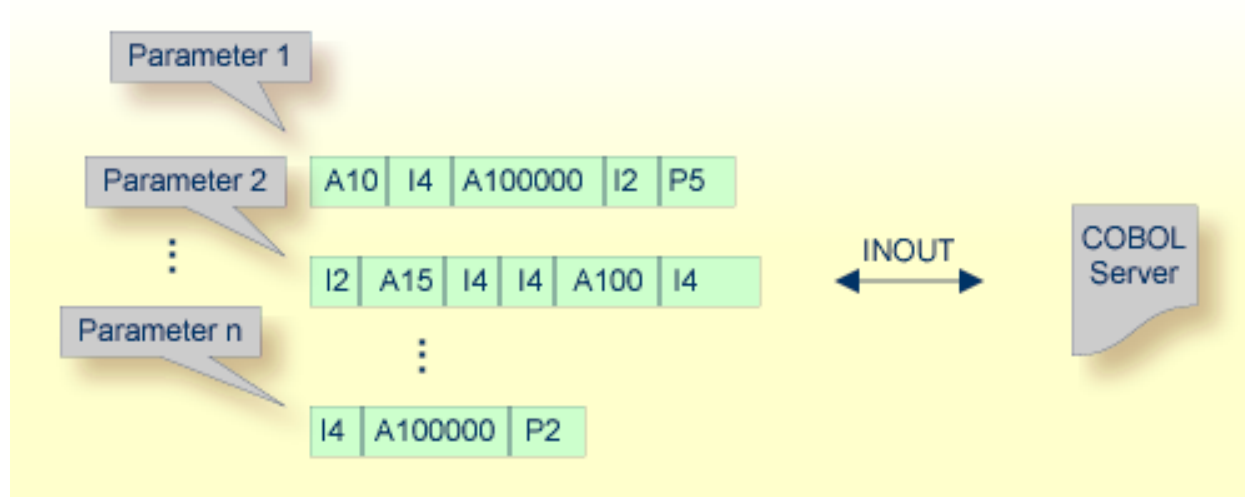 Parameter 1
Parameter 2
A10 I4 A100000 I2 P5
INOUT
COBOL
Server
I2 A15 I4 I4 A100 I4
Parameter n
I4 A100000 P2